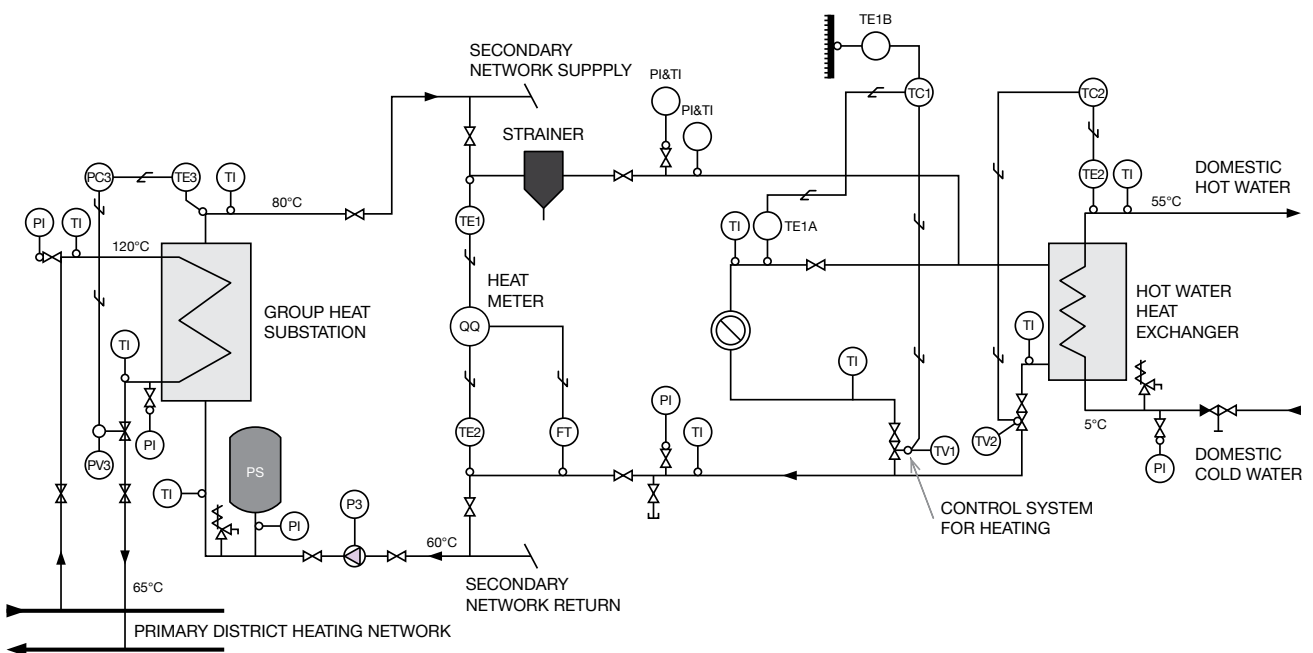 TE1B
SECONDARY
NETWORK SUPPPLY
PI&TI
TC1
TC2
PI&TI
STRAINER
PC3
TE3
TI
TE2
TI
DOMESTIC
HOT WATER
80°C
55°C
PI
TI
TE1
TI
TE1A
120°C
HEAT
METER
GROUP HEAT
SUBSTATION
QQ
HOT WATER
HEAT
EXCHANGER
TI
TI
TI
PI
TI
TE2
FT
PI
TV2
TV1
5°C
DOMESTIC
COLD WATER
PV3
PS
PI
TI
P3
PI
CONTROL SYSTEM
FOR HEATING
60°C
65°C
SECONDARY
NETWORK RETURN
PRIMARY DISTRICT HEATING NETWORK